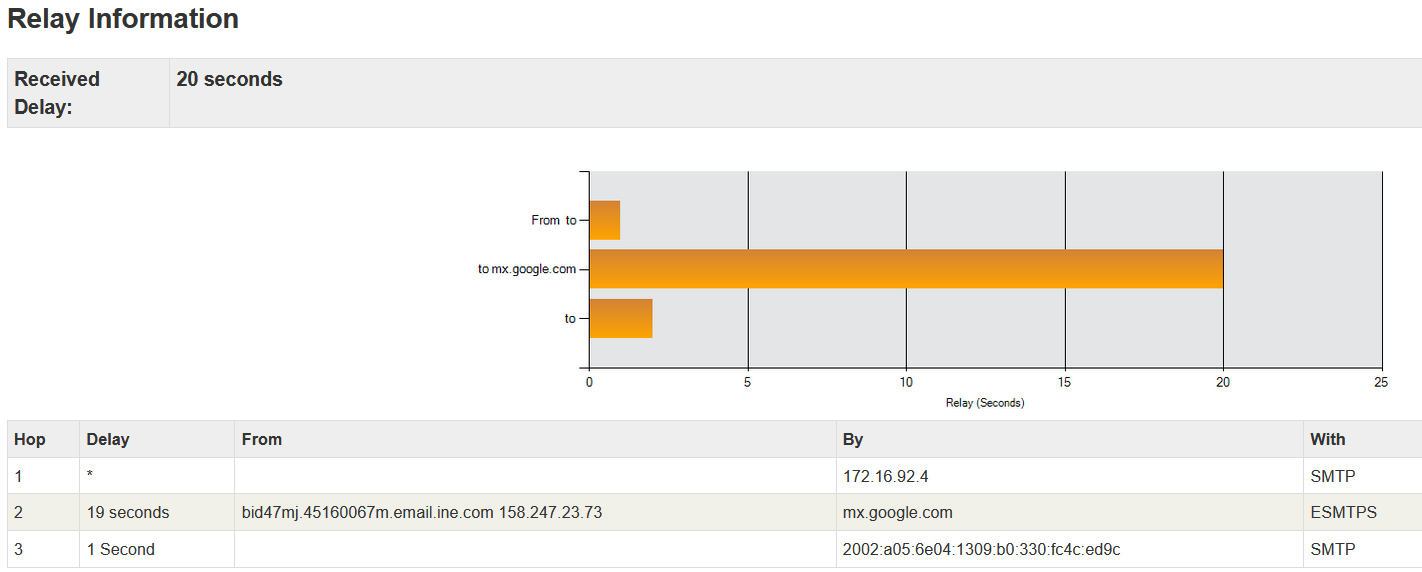 Relay Information
Received Delay: 20 seconds
From to
to mx.google.com
to
0 5 10 15 20 25
Relay (Seconds)
Hop Delay From By With
1 * 172.16.92.4 SMTP
2 19 seconds bid47mj.45160067m.email.ine.com 158.247.23.73 mx.google.com ESMTPS
3 1 Second 2002:a05:6e04:1309:b0:330:fc4c:ed9c SMTP